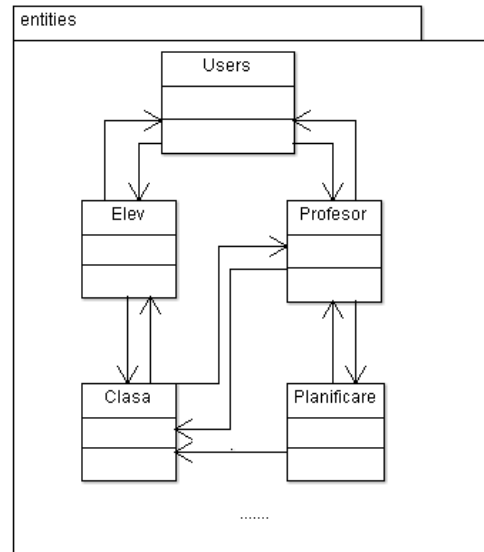 entities
Users
Elev
Profesor
Clasa
Planificare
.......